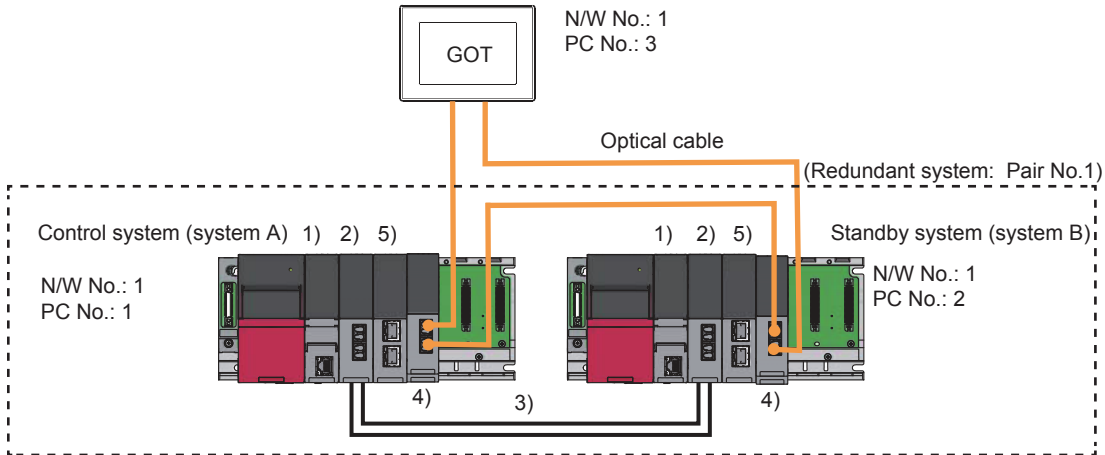 N/W No.: 1
PC No.: 3
GOT
Optical cable
(Redundant system: Pair No.1)
Control system (system A) 1) 2) 5)
1) 2) 5) Standby system (system B)
N/W No.: 1
PC No.: 1
N/W No.: 1
PC No.: 2
4)
3)
4)